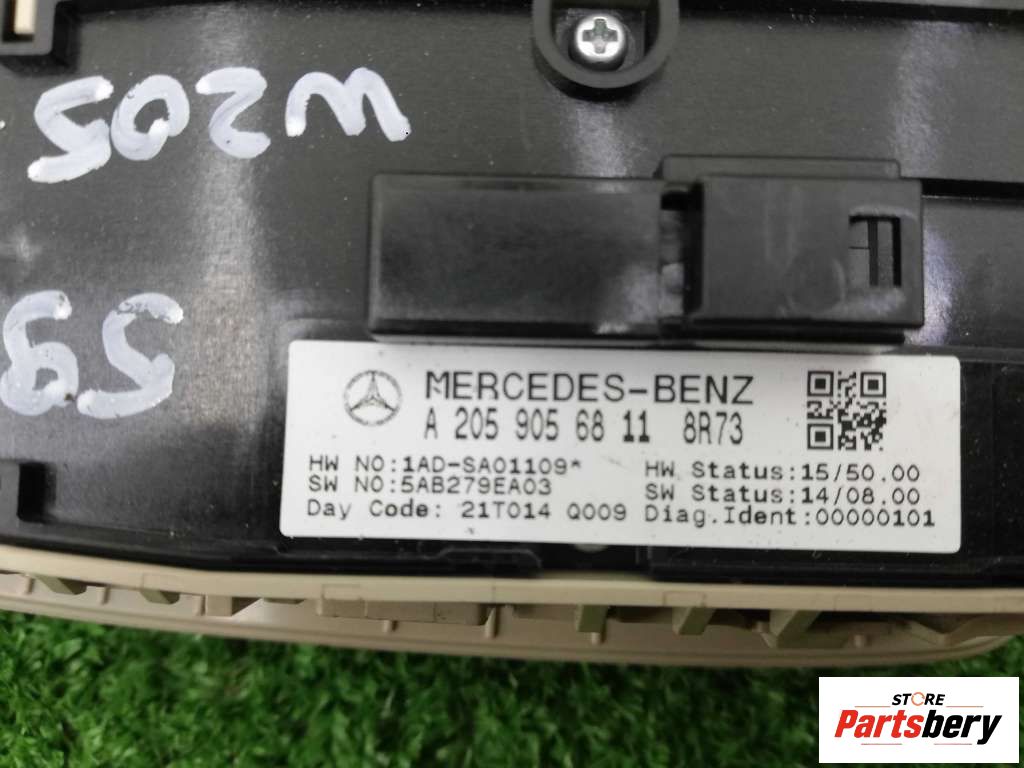 W205
59
MERCEDES-BENZ
A 205 905 68 11 8R73
HW NO:1AD-SA01109* HW Status:15/50.00
SW NO:5AB279EA03 SW Status:14/08.00
Day Code: 21T014 Q009 Diag.Ident:00000101
STORE
Partsbery